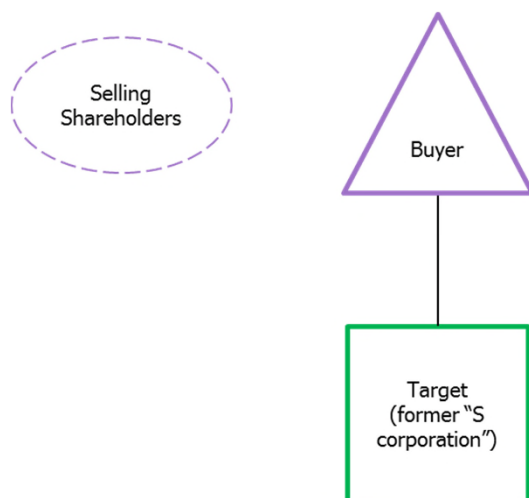 Selling
Shareholders
Buyer
Target
(former “S
corporation”)